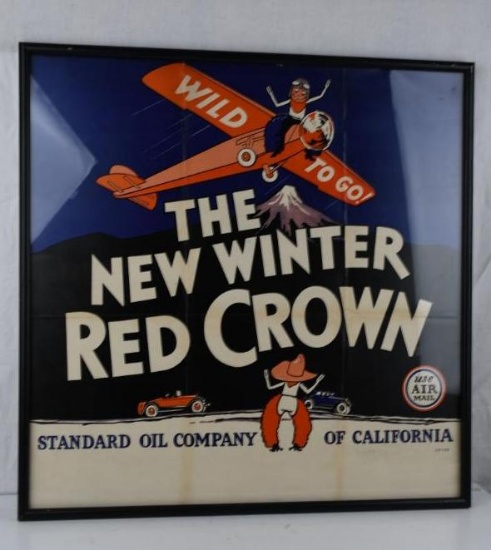 WILD
TO GO!
THE
NEW WINTER
RED CROWN
USE
AIR
MAIL
STANDARD OIL COMPANY OF CALIFORNIA